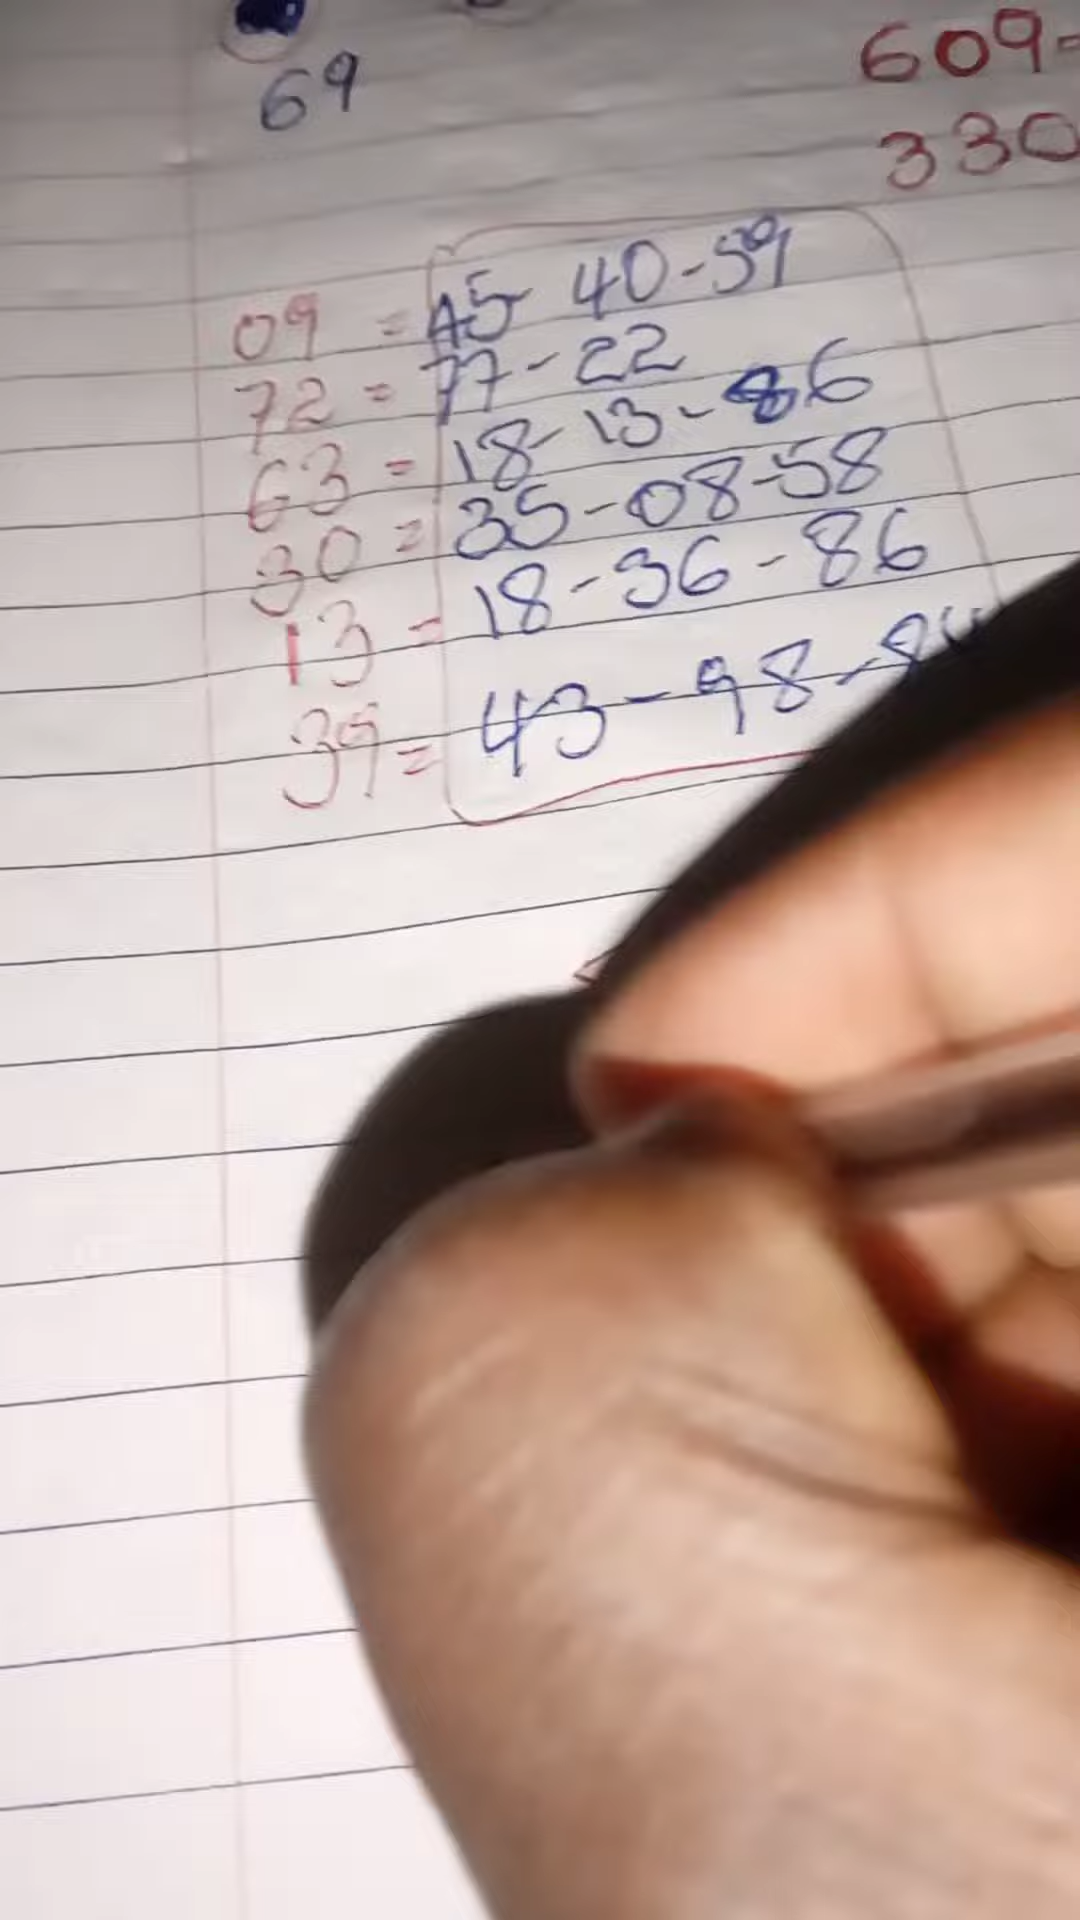 69
609-
330
09 = 45- 40-59
72 = 77-22
63 = 18-13-86
30 = 35-08-58
13 = 18-36-86
39 = 43-98-